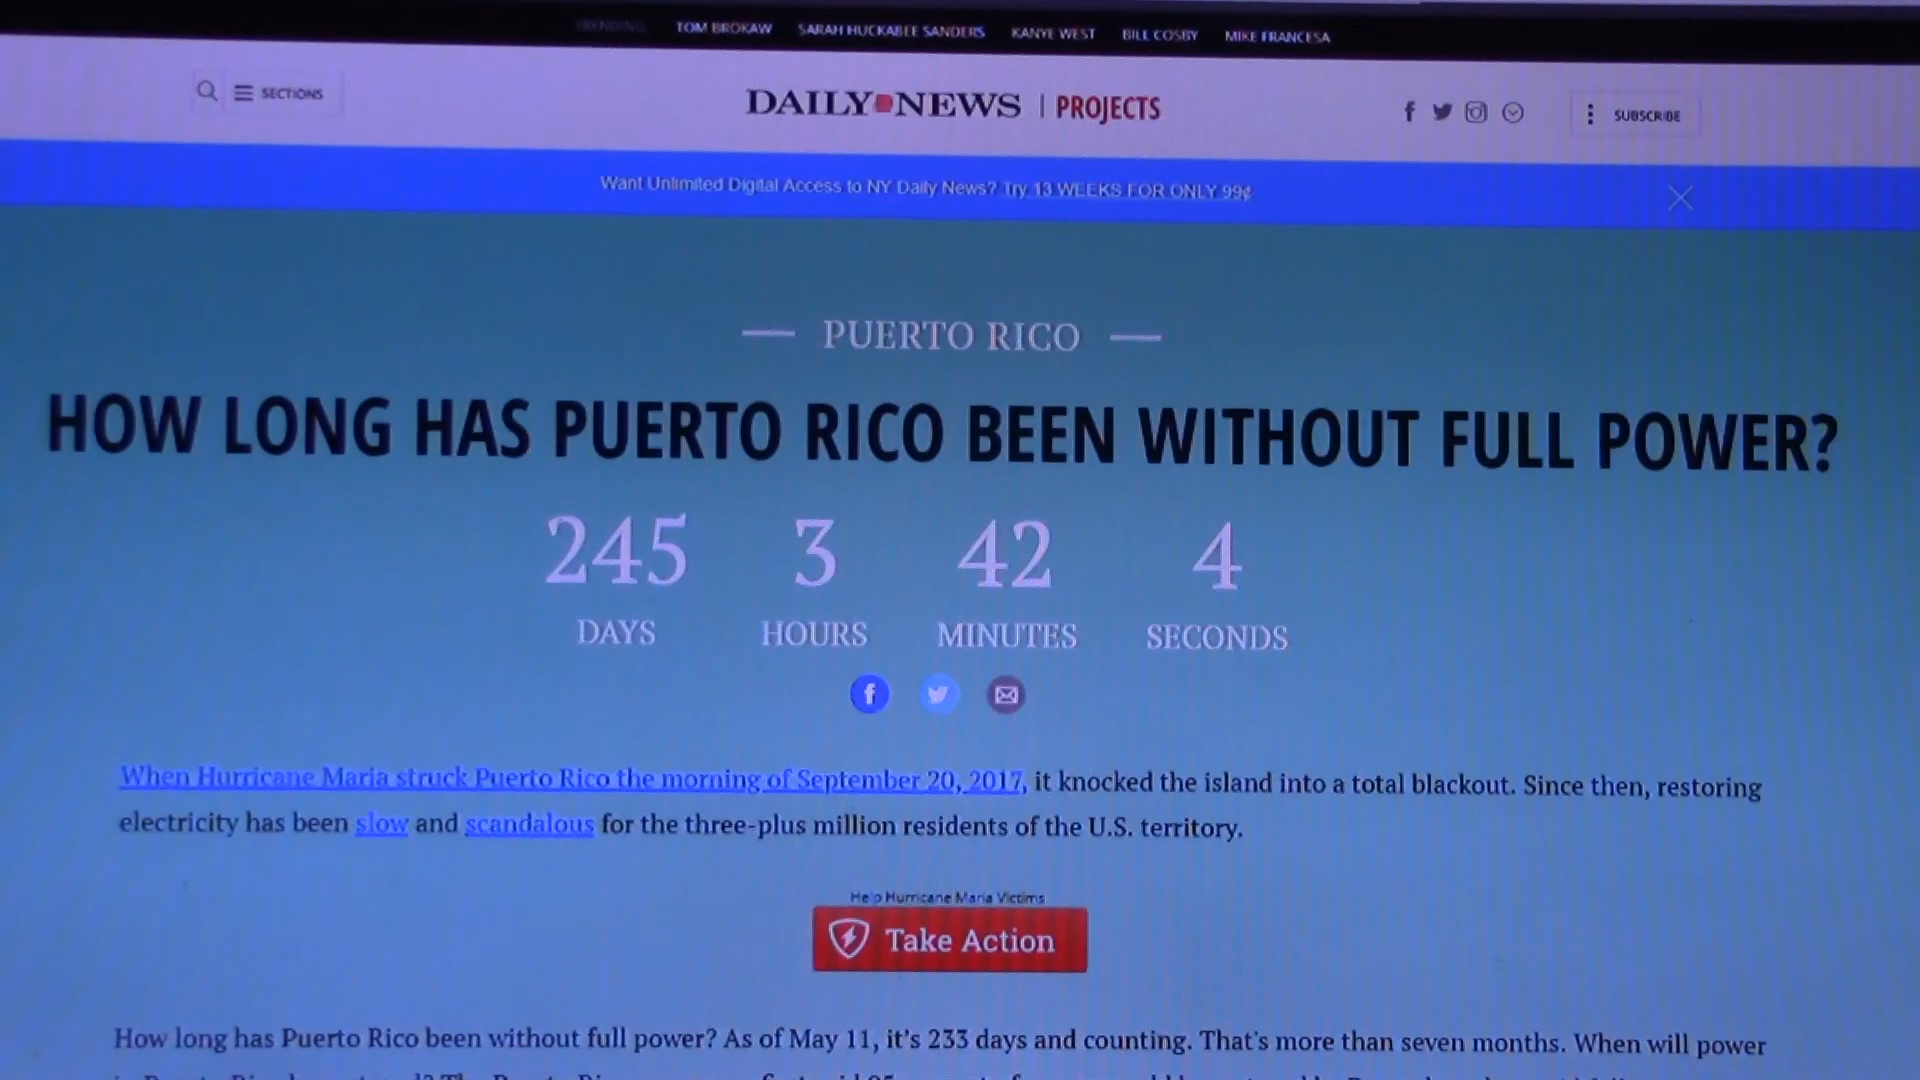 TRENDING TOM BROKAW SARAH HUCKABEE SANDERS KANYE WEST BILL COSBY MIKE FRANCESA
SECTIONS DAILY NEWS | PROJECTS SUBSCRIBE
Want Unlimited Digital Access to NY Daily News? Try 13 WEEKS FOR ONLY 99¢
— PUERTO RICO —
HOW LONG HAS PUERTO RICO BEEN WITHOUT FULL POWER?
245 3 42 4
DAYS HOURS MINUTES SECONDS
When Hurricane Maria struck Puerto Rico the morning of September 20, 2017, it knocked the island into a total blackout. Since then, restoring
electricity has been slow and scandalous for the three-plus million residents of the U.S. territory.
Help Hurricane Maria Victims
Take Action
How long has Puerto Rico been without full power? As of May 11, it's 233 days and counting. That's more than seven months. When will power